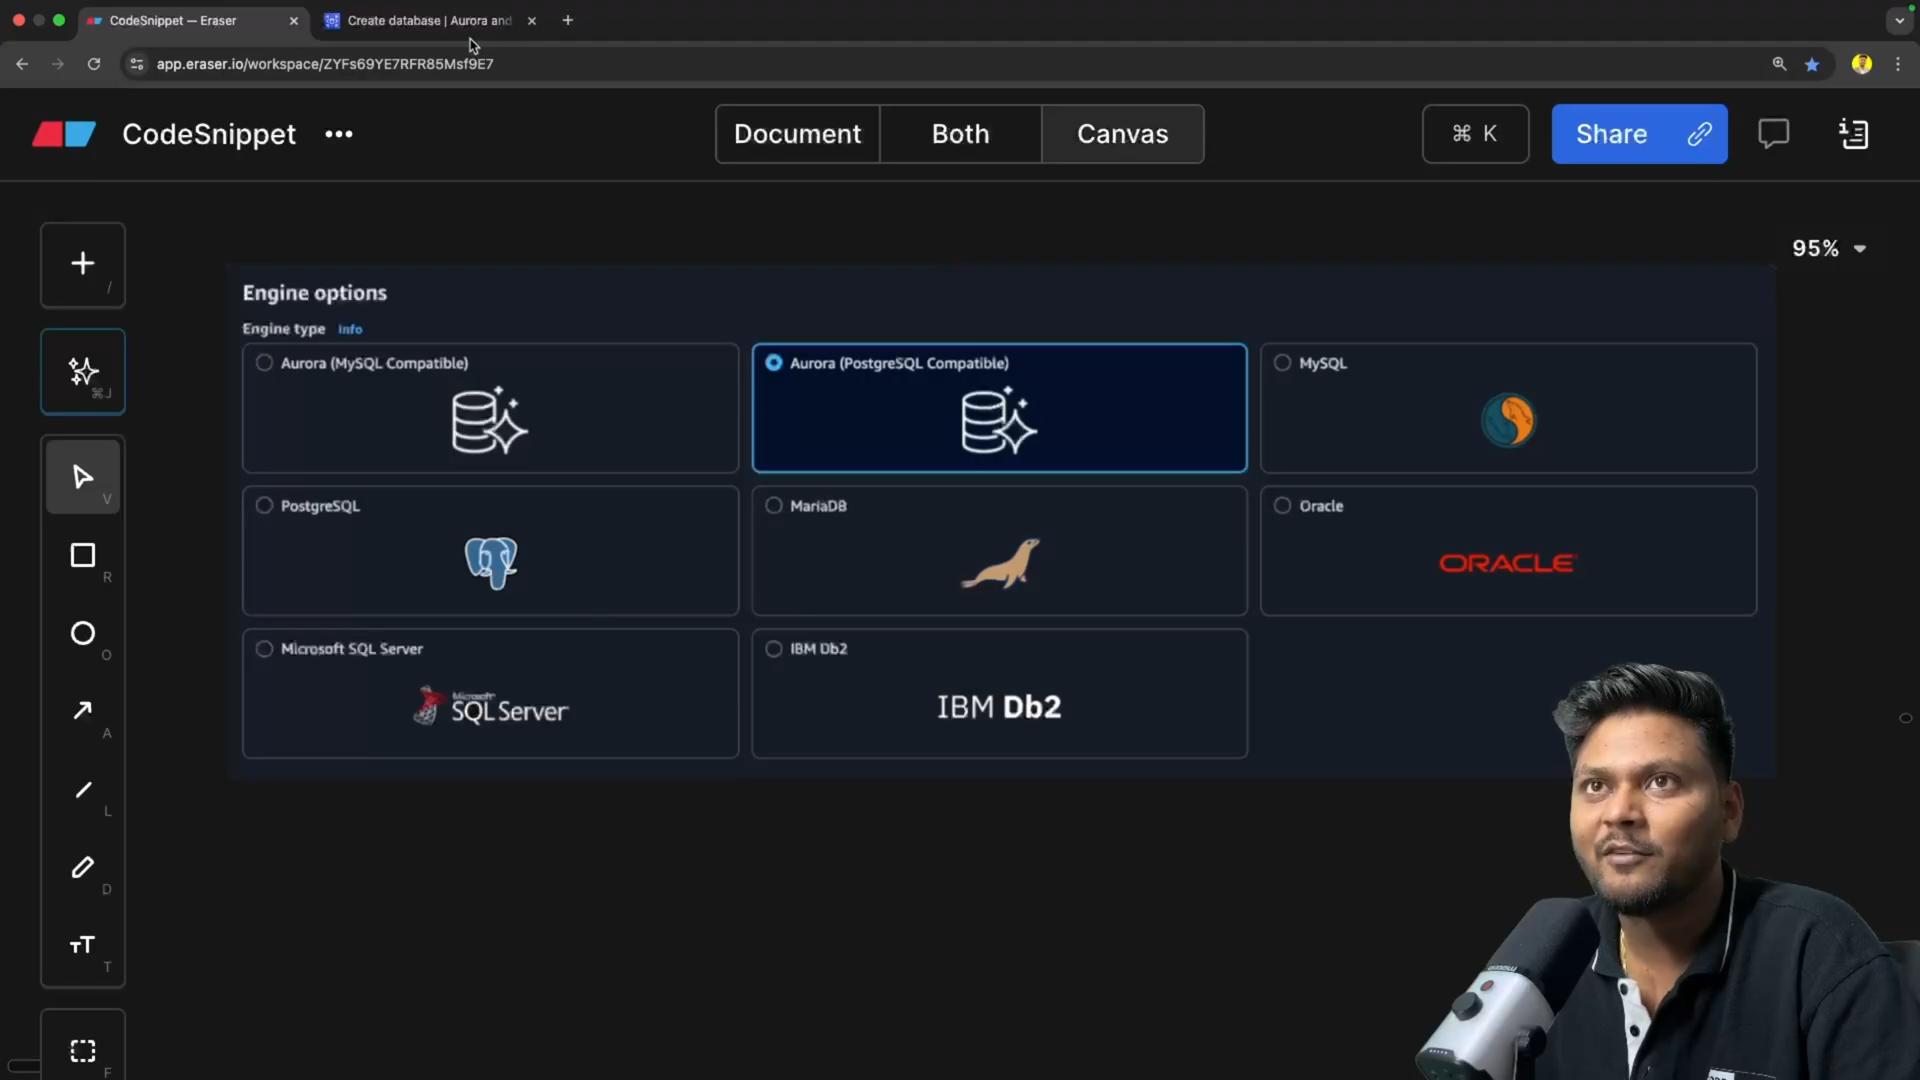 CodeSnippet — Eraser
Create database | Aurora and
app.eraser.io/workspace/ZYFs69YE7RFR85Msf9E7
CodeSnippet
Document
Both
Canvas
⌘ K
Share
95%
/
⌘J
V
R
O
A
L
D
T
F
Engine options
Engine type Info
Aurora (MySQL Compatible)
Aurora (PostgreSQL Compatible)
MySQL
PostgreSQL
MariaDB
Oracle
ORACLE
Microsoft SQL Server
IBM Db2
Microsoft
SQL Server
IBM Db2